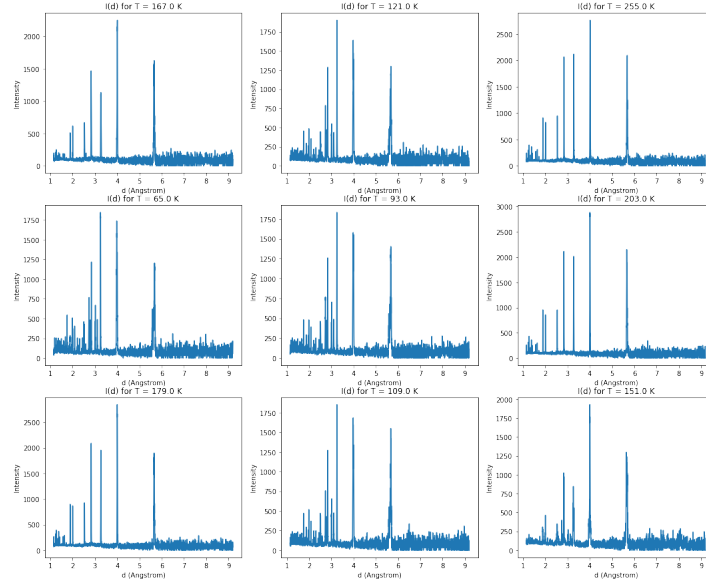 I(d) for T = 167.0 K
I(d) for T = 121.0 K
I(d) for T = 255.0 K
Intensity
2000
1500
1000
500
0
1 2 3 4 5 6 7 8 9
d (Angstrom)
Intensity
1750
1500
1250
1000
750
500
250
0
1 2 3 4 5 6 7 8 9
d (Angstrom)
Intensity
2500
2000
1500
1000
500
0
1 2 3 4 5 6 7 8 9
d (Angstrom)
I(d) for T = 65.0 K
I(d) for T = 93.0 K
I(d) for T = 203.0 K
Intensity
1750
1500
1250
1000
750
500
250
0
1 2 3 4 5 6 7 8 9
d (Angstrom)
Intensity
1750
1500
1250
1000
750
500
250
0
1 2 3 4 5 6 7 8 9
d (Angstrom)
Intensity
3000
2500
2000
1500
1000
500
0
1 2 3 4 5 6 7 8 9
d (Angstrom)
I(d) for T = 179.0 K
I(d) for T = 109.0 K
I(d) for T = 151.0 K
Intensity
2500
2000
1500
1000
500
0
1 2 3 4 5 6 7 8 9
d (Angstrom)
Intensity
1750
1500
1250
1000
750
500
250
0
1 2 3 4 5 6 7 8 9
d (Angstrom)
Intensity
2000
1750
1500
1250
1000
750
500
250
0
1 2 3 4 5 6 7 8 9
d (Angstrom)